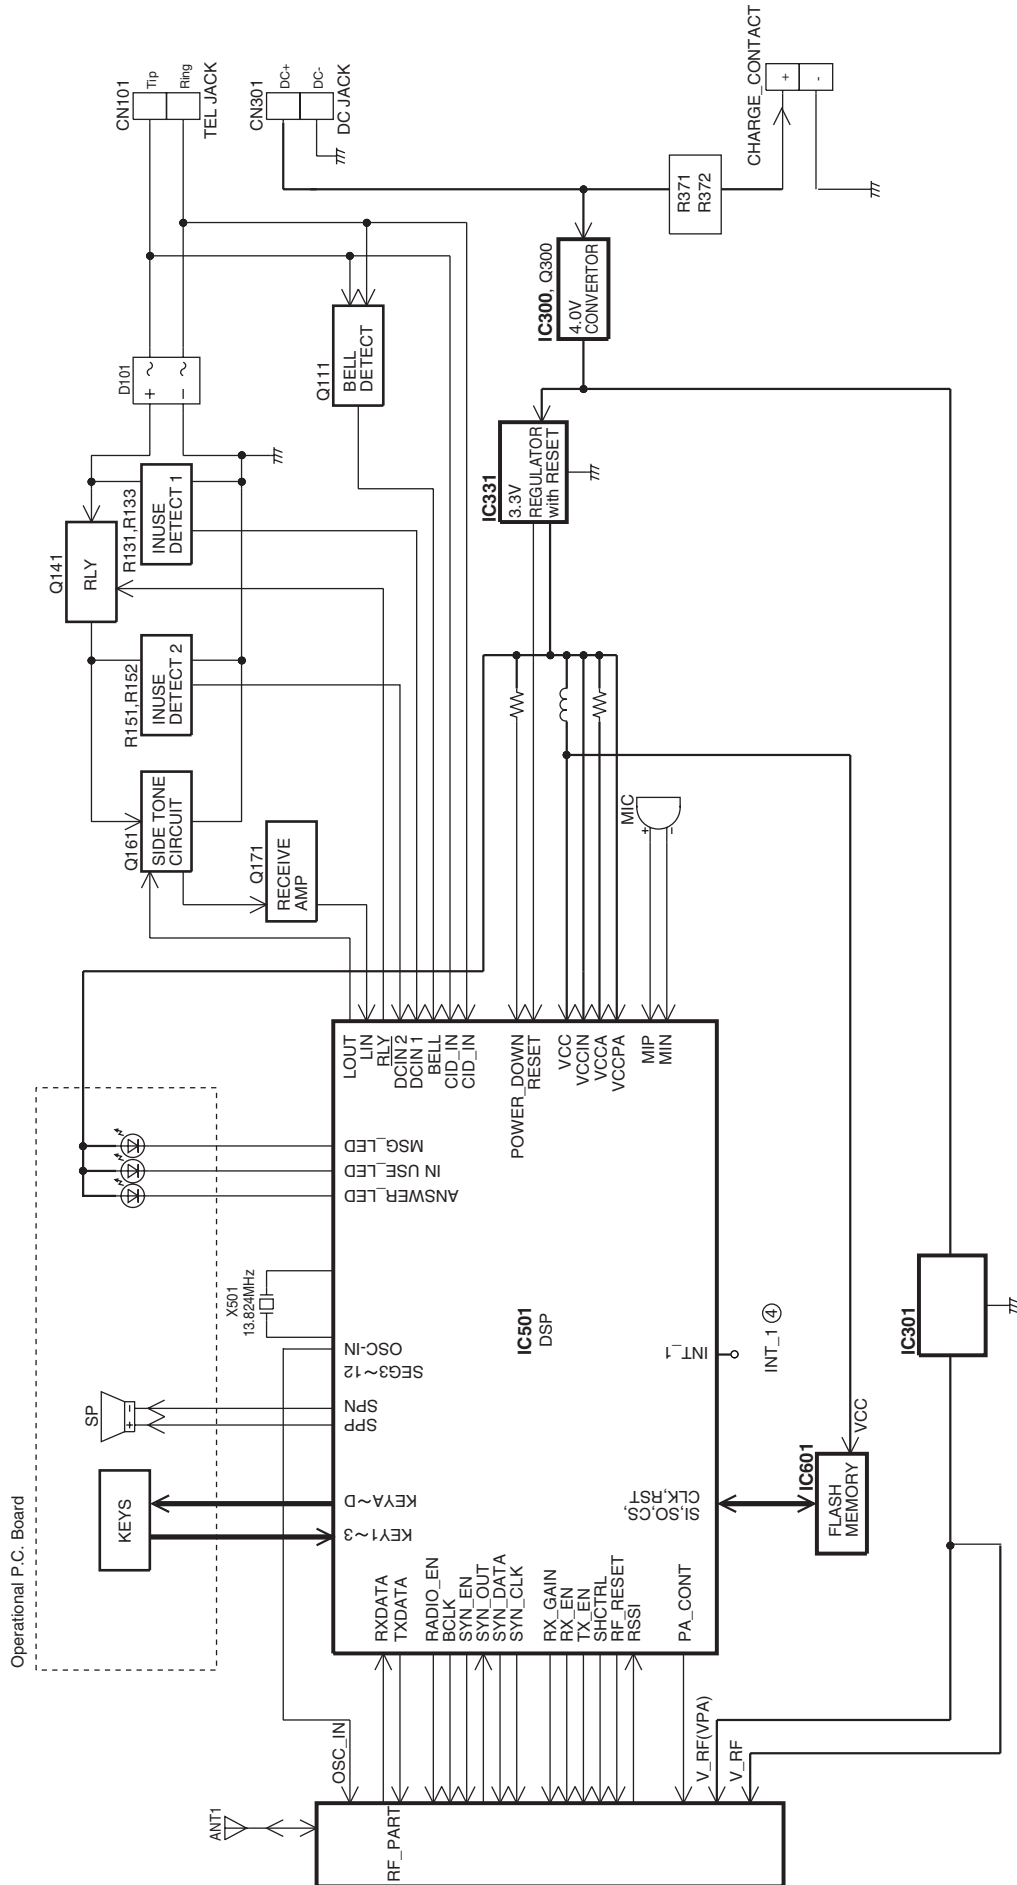 Operational P.C. Board
KEYS
SP
+
-
X501
13.824MHz
CN101
Tip
Ring
TEL JACK
CN301
DC+
DC-
DC JACK
CHARGE_CONTACT
+
-
R371
R372
IC300, Q300
4.0V
CONVERTOR
D101
+
~
-
~
Q111
BELL
DETECT
Q141
RLY
R131,R133
INUSE
DETECT 1
R151,R152
INUSE
DETECT 2
Q161
SIDE TONE
CIRCUIT
Q171
RECEIVE
AMP
IC331
3.3V
REGULATOR
with RESET
MIC
+
-
LOUT
LIN
RLY
DCIN 2
DCIN 1
BELL
CID_IN
CID_IN
POWER_DOWN
RESET
VCC
VCCIN
VCCA
VCCPA
MIP
MIN
MSG_LED
IN USE_LED
ANSWER_LED
OSC-IN
SEG3~12
SPN
SPP
KEYA~D
KEY1~3
IC501
DSP
INT_1
INT_1 ④
SI,SO,CS,
CLK,RST
IC601
FLASH
MEMORY
VCC
IC301
RXDATA
TXDATA
RADIO_EN
BCLK
SYN_EN
SYN_OUT
SYN_DATA
SYN_CLK
RX_GAIN
RX_EN
TX_EN
SHCTRL
RF_RESET
RSSI
PA_CONT
OSC_IN
V_RF(VPA)
V_RF
ANT1
RF_PART